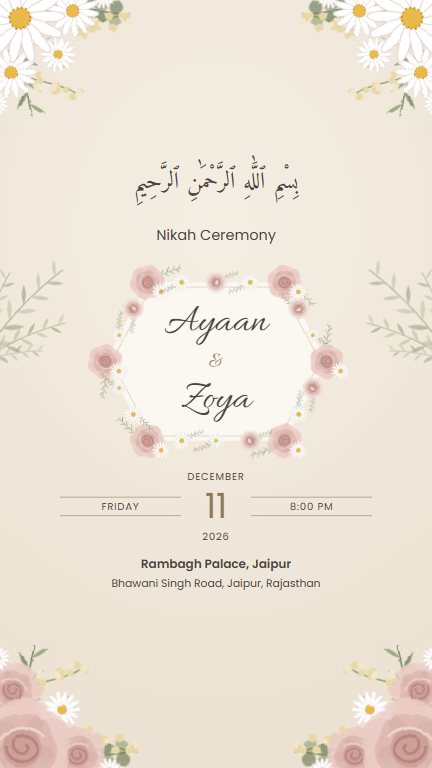 بِسْمِ ٱللَّٰهِ ٱلرَّحْمَٰنِ ٱلرَّحِيمِ
Nikah Ceremony
Ayaan
&
Zoya
DECEMBER
FRIDAY 11 8:00 PM
2026
Rambagh Palace, Jaipur
Bhawani Singh Road, Jaipur, Rajasthan